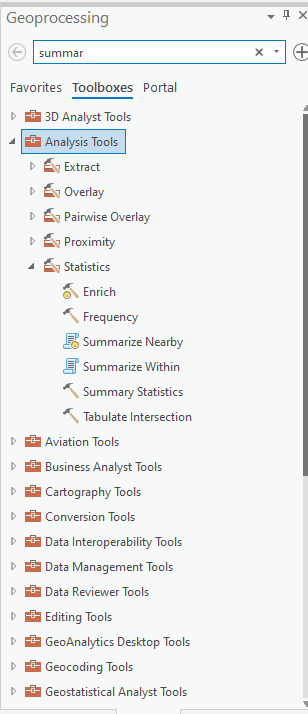 Geoprocessing
summar
Favorites Toolboxes Portal
3D Analyst Tools
Analysis Tools
Extract
Overlay
Pairwise Overlay
Proximity
Statistics
Enrich
Frequency
Summarize Nearby
Summarize Within
Summary Statistics
Tabulate Intersection
Aviation Tools
Business Analyst Tools
Cartography Tools
Conversion Tools
Data Interoperability Tools
Data Management Tools
Data Reviewer Tools
Editing Tools
GeoAnalytics Desktop Tools
Geocoding Tools
Geostatistical Analyst Tools